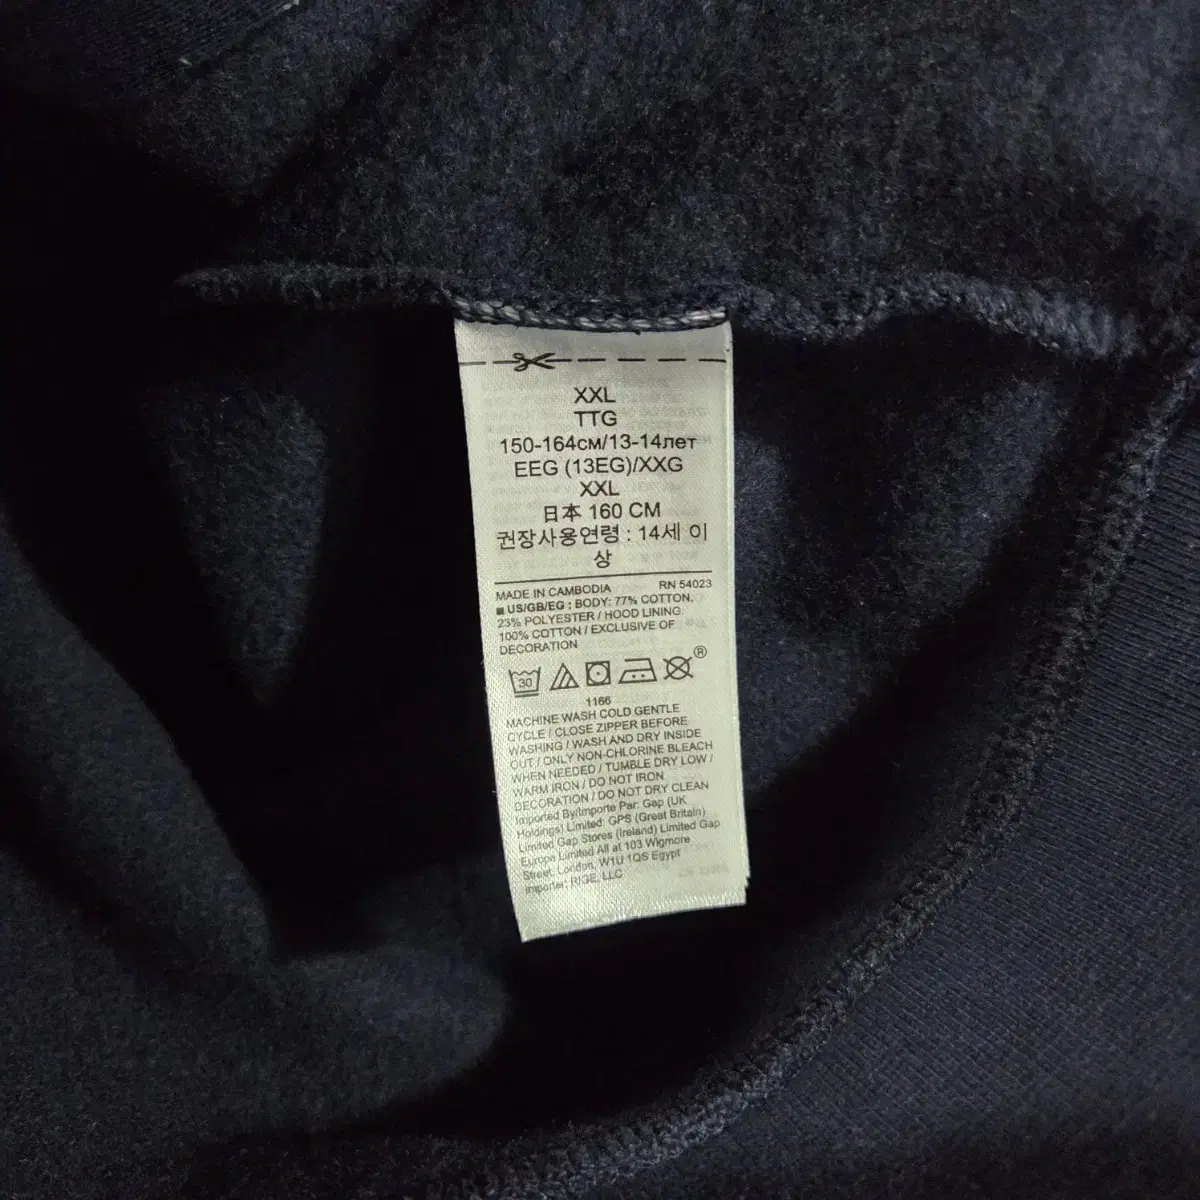 XXL
TTG
150-164см/13-14лет
EEG (13EG)/XXG
XXL
日本 160 CM
권장사용연령 : 14세 이
상
MADE IN CAMBODIA RN 54023
■ US/GB/EG : BODY: 77% COTTON,
23% POLYESTER / HOOD LINING:
100% COTTON / EXCLUSIVE OF
DECORATION
30 ®
1166
MACHINE WASH COLD GENTLE
CYCLE / CLOSE ZIPPER BEFORE
WASHING / WASH AND DRY INSIDE
OUT / ONLY NON-CHLORINE BLEACH
WHEN NEEDED / TUMBLE DRY LOW /
WARM IRON / DO NOT IRON
DECORATION / DO NOT DRY CLEAN
Imported By/Importe Par: Gap (UK
Holdings) Limited: GPS (Great Britain)
Limited Gap Stores (Ireland) Limited Gap
Europe Limited All at 103 Wigmore
Street, London, W1U 1QS Egypt
Importer: RIGE, LLC